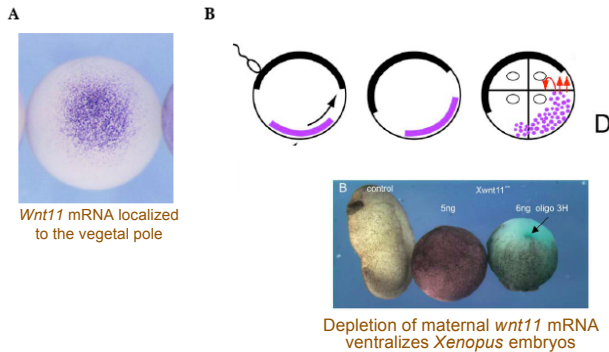 A
B
D
Wnt11 mRNA localized
to the vegetal pole
B
control
Xwnt11⁻
5ng
6ng oligo 3H
Depletion of maternal wnt11 mRNA
ventralizes Xenopus embryos